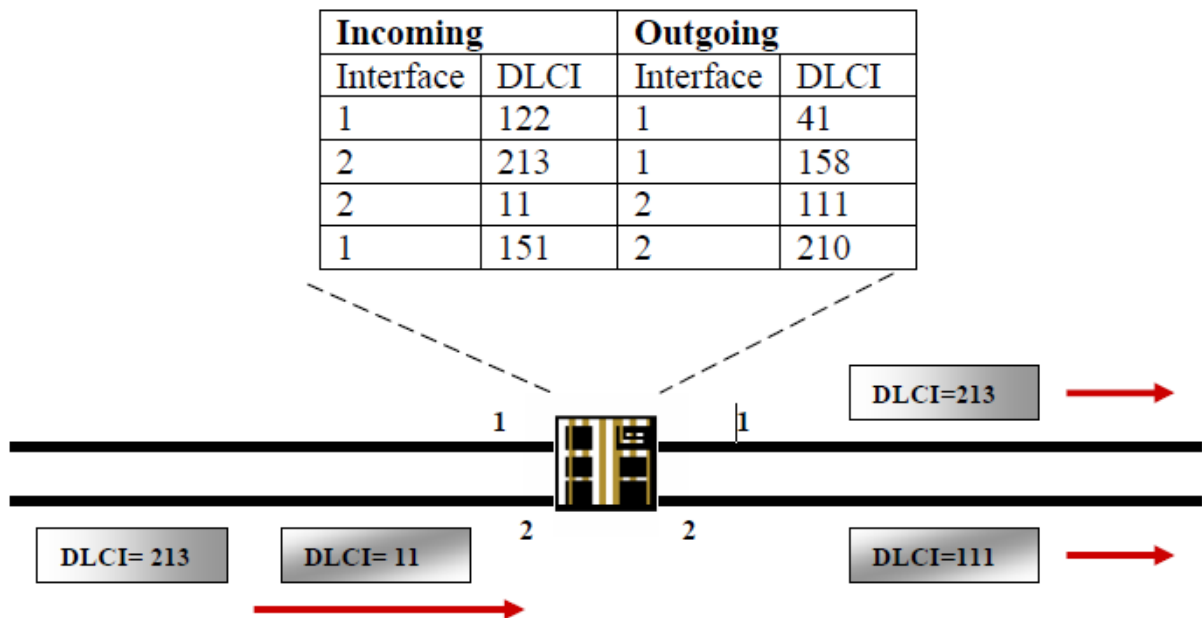 Incoming Outgoing
Interface DLCI Interface DLCI
1 122 1 41
2 213 1 158
2 11 2 111
1 151 2 210
DLCI=213
1 1
2 2
DLCI= 213 DLCI= 11 DLCI=111